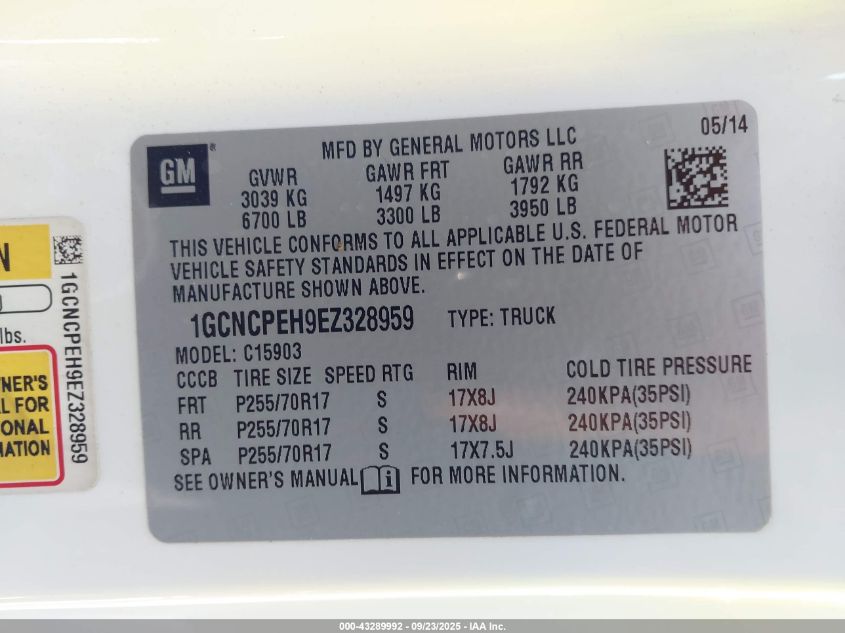 N
lbs.
NER'S
L FOR
ONAL
MATION
1GCNCPEH9EZ328959
GM®
MFD BY GENERAL MOTORS LLC
05/14
GVWR GAWR FRT GAWR RR
3039 KG 1497 KG 1792 KG
6700 LB 3300 LB 3950 LB
THIS VEHICLE CONFORMS TO ALL APPLICABLE U.S. FEDERAL MOTOR
VEHICLE SAFETY STANDARDS IN EFFECT ON THE DATE OF
MANUFACTURE SHOWN ABOVE.
1GCNCPEH9EZ328959 TYPE: TRUCK
MODEL: C15903
CCCB TIRE SIZE SPEED RTG RIM COLD TIRE PRESSURE
FRT P255/70R17 S 17X8J 240KPA(35PSI)
RR P255/70R17 S 17X8J 240KPA(35PSI)
SPA P255/70R17 S 17X7.5J 240KPA(35PSI)
SEE OWNER'S MANUAL FOR MORE INFORMATION.
000-43289992 - 09/23/2025 - IAA Inc.